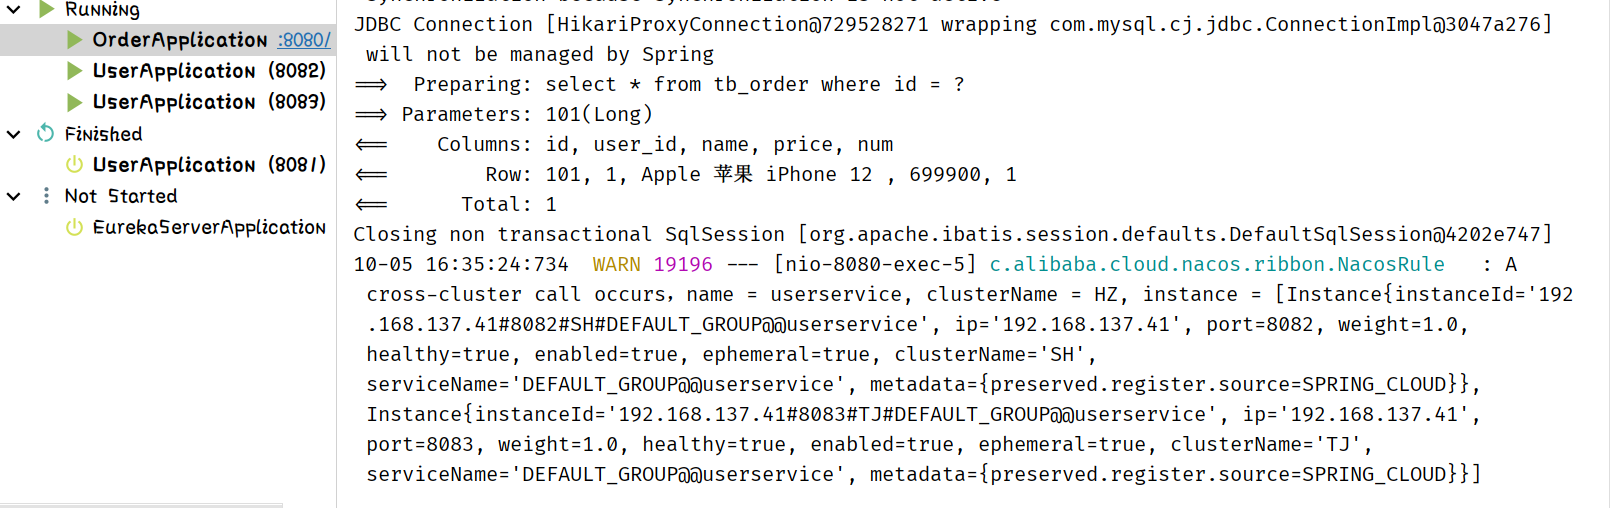 Running
OrderApplication :8080/
UserApplication (8082)
UserApplication (8083)
Finished
UserApplication (8081)
Not Started
EurekaServerApplication
JDBC Connection [HikariProxyConnection@729528271 wrapping com.mysql.cj.jdbc.ConnectionImpl@3047a276]
will not be managed by Spring
==> Preparing: select * from tb_order where id = ?
==> Parameters: 101(Long)
<== Columns: id, user_id, name, price, num
<== Row: 101, 1, Apple 苹果 iPhone 12 , 699900, 1
<== Total: 1
Closing non transactional SqlSession [org.apache.ibatis.session.defaults.DefaultSqlSession@4202e747]
10-05 16:35:24:734 WARN 19196 --- [nio-8080-exec-5] c.alibaba.cloud.nacos.ribbon.NacosRule : A
cross-cluster call occurs，name = userservice, clusterName = HZ, instance = [Instance{instanceId='192
.168.137.41#8082#SH#DEFAULT_GROUP@@userservice', ip='192.168.137.41', port=8082, weight=1.0,
healthy=true, enabled=true, ephemeral=true, clusterName='SH',
serviceName='DEFAULT_GROUP@@userservice', metadata={preserved.register.source=SPRING_CLOUD}},
Instance{instanceId='192.168.137.41#8083#TJ#DEFAULT_GROUP@@userservice', ip='192.168.137.41',
port=8083, weight=1.0, healthy=true, enabled=true, ephemeral=true, clusterName='TJ',
serviceName='DEFAULT_GROUP@@userservice', metadata={preserved.register.source=SPRING_CLOUD}}]